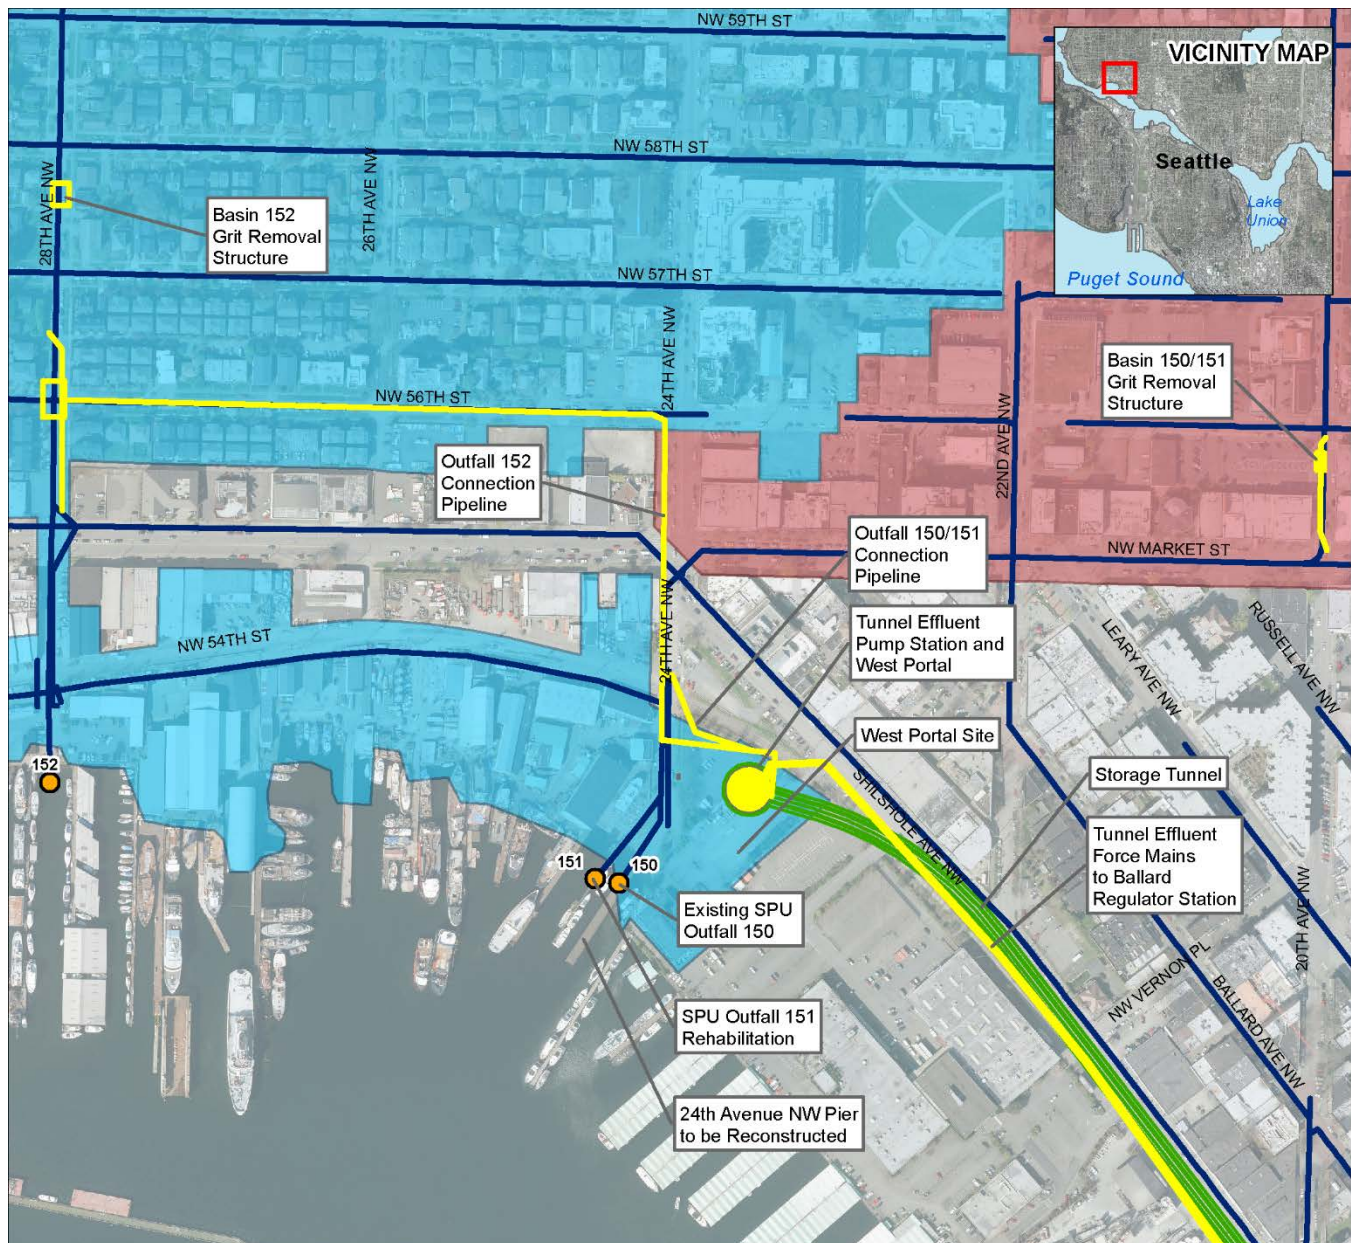 NW 59TH ST
VICINITY MAP
Seattle
Lake
Union
Puget Sound
NW 58TH ST
28TH AVE NW
26TH AVE NW
Basin 152
Grit Removal
Structure
NW 57TH ST
24TH AVE NW
Basin 150/151
Grit Removal
Structure
NW 56TH ST
22ND AVE NW
Outfall 152
Connection
Pipeline
Outfall 150/151
Connection
Pipeline
NW MARKET ST
24TH AVE NW
Tunnel Effluent
Pump Station and
West Portal
LEARY AVE NW
RUSSELL AVE NW
NW 54TH ST
West Portal Site
152
Storage Tunnel
SHILSHOLE AVE NW
Tunnel Effluent
Force Mains
to Ballard
Regulator Station
151
150
Existing SPU
Outfall 150
20TH AVE NW
NW VERNON PL
BALLARD AVE NW
SPU Outfall 151
Rehabilitation
24th Avenue NW Pier
to be Reconstructed